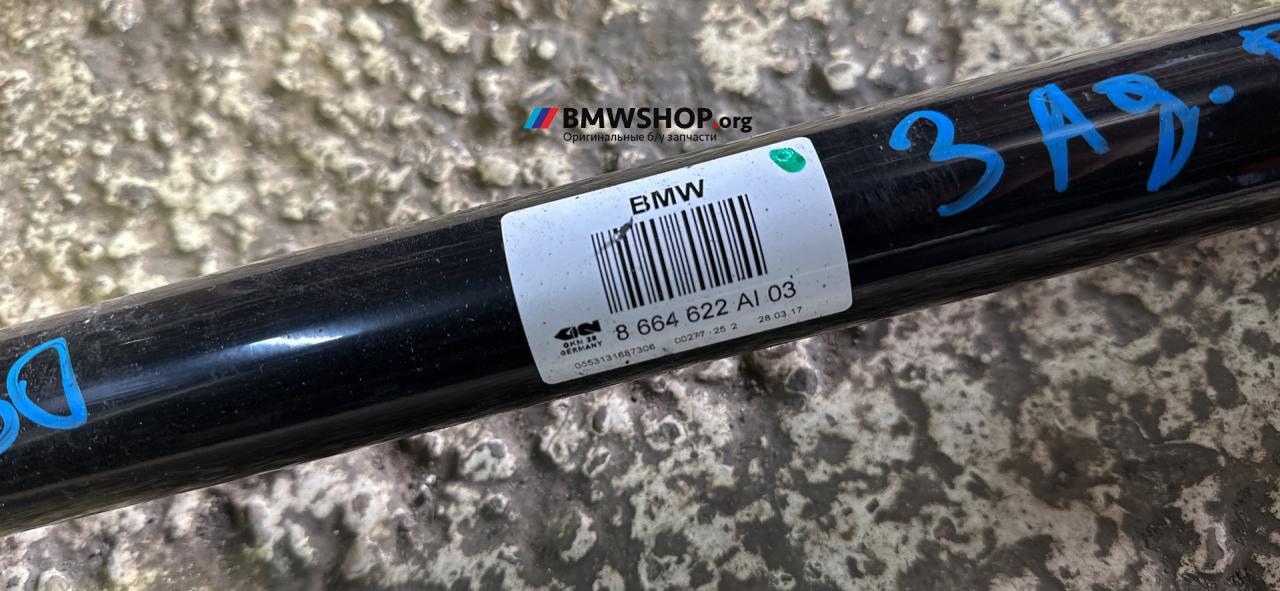 BMWSHOP.org
Оригинальные б/у запчасти
BMW
8 664 622 AI 03
GKN 26
GERMANY
0553131687306 00277 25 2 28.03.17
Зад.